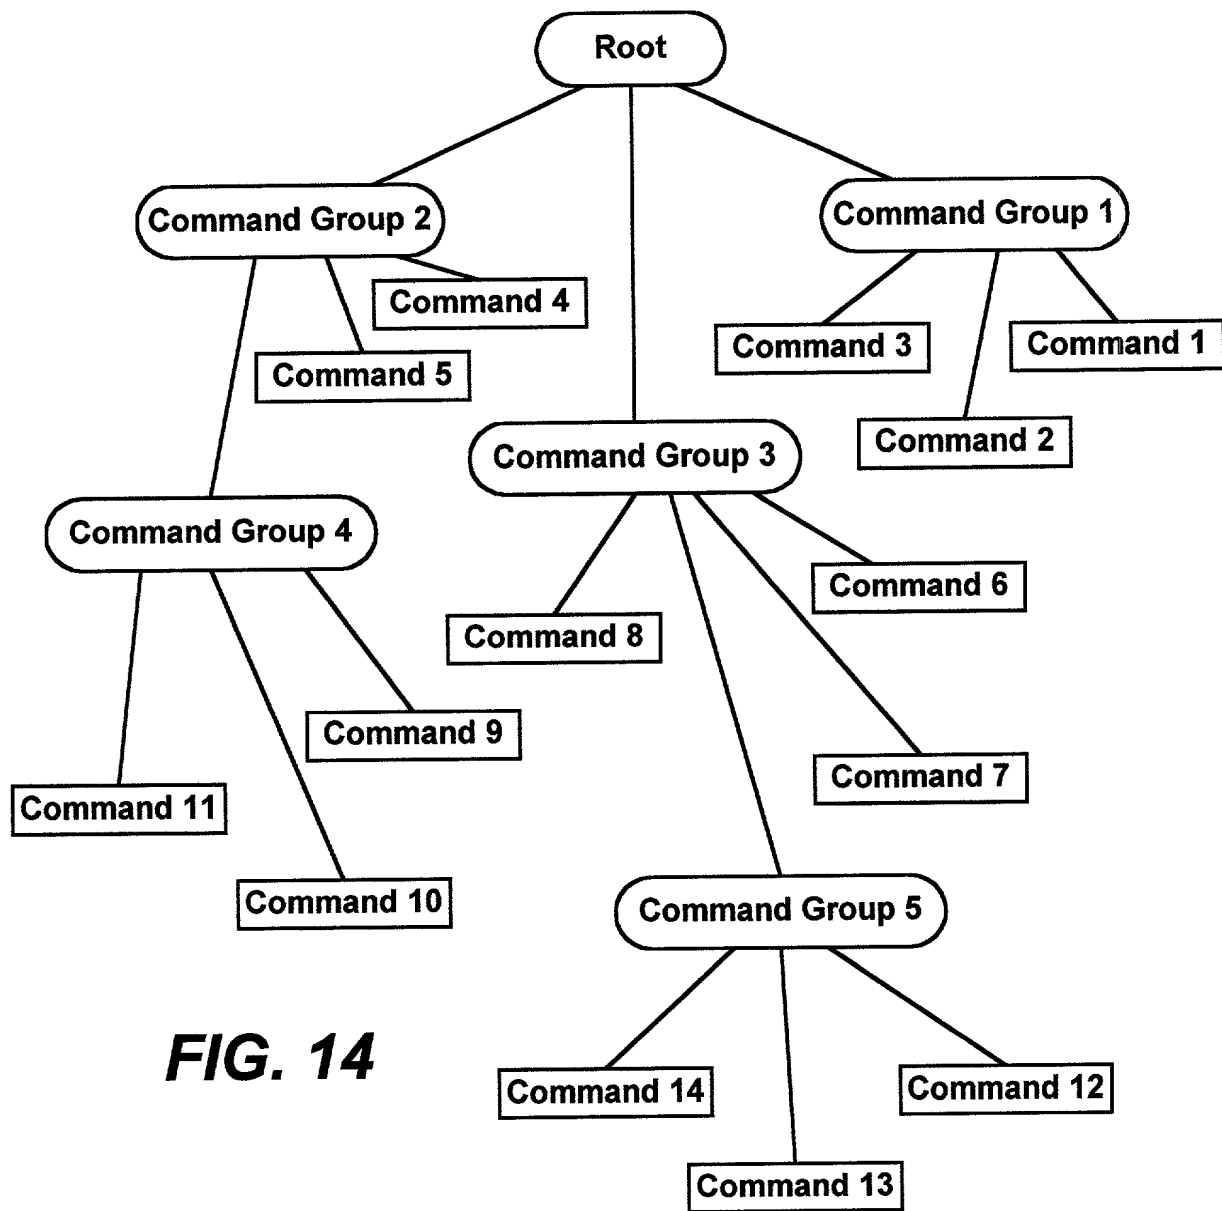 Root
Command Group 2
Command Group 1
Command 4
Command 3
Command 1
Command 5
Command 2
Command Group 3
Command Group 4
Command 6
Command 8
Command 9
Command 7
Command 11
Command 10
Command Group 5
FIG. 14
Command 14
Command 12
Command 13